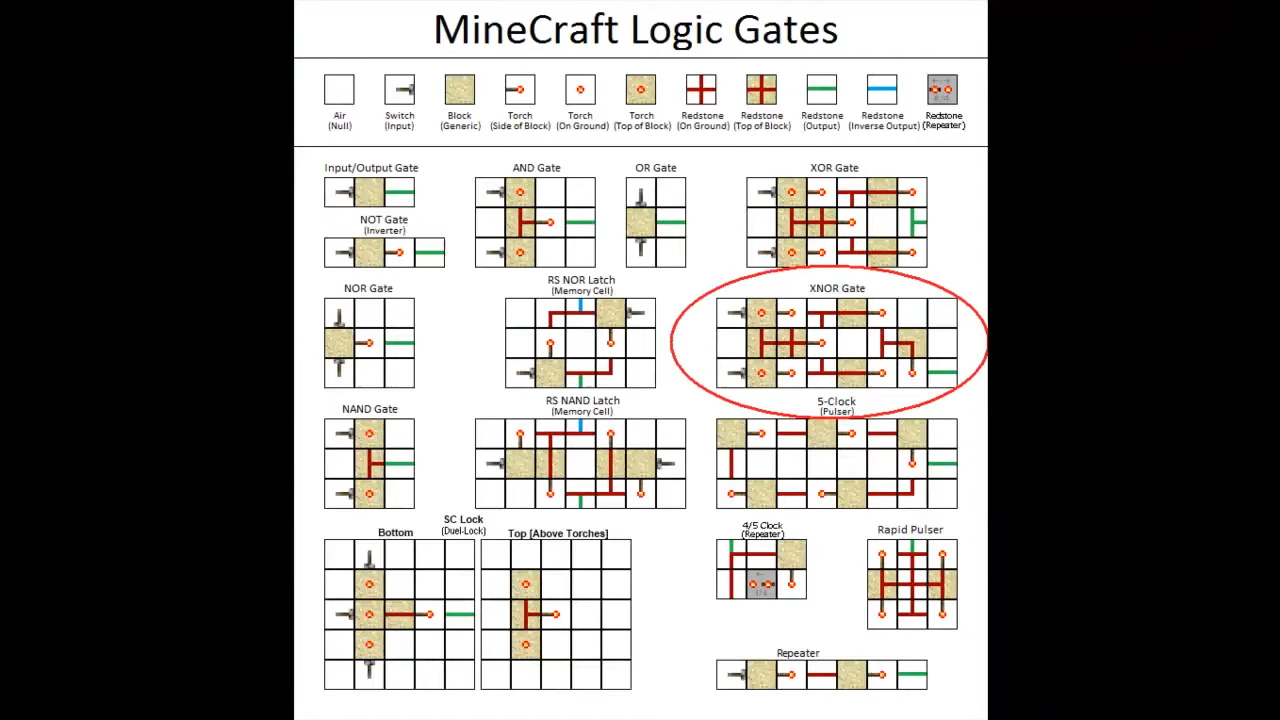 MineCraft Logic Gates
Air
(Null)
Switch
(Input)
Block
(Generic)
Torch
(Side of Block)
Torch
(On Ground)
Torch
(Top of Block)
Redstone
(On Ground)
Redstone
(Top of Block)
Redstone
(Output)
Redstone
(Inverse Output)
Redstone
(Repeater)
Input/Output Gate
AND Gate
OR Gate
XOR Gate
NOT Gate
(Inverter)
NOR Gate
RS NOR Latch
(Memory Cell)
XNOR Gate
NAND Gate
RS NAND Latch
(Memory Cell)
5-Clock
(Pulser)
Bottom
SC Lock
(Duel-Lock)
Top [Above Torches]
4/5 Clock
(Repeater)
Rapid Pulser
Repeater